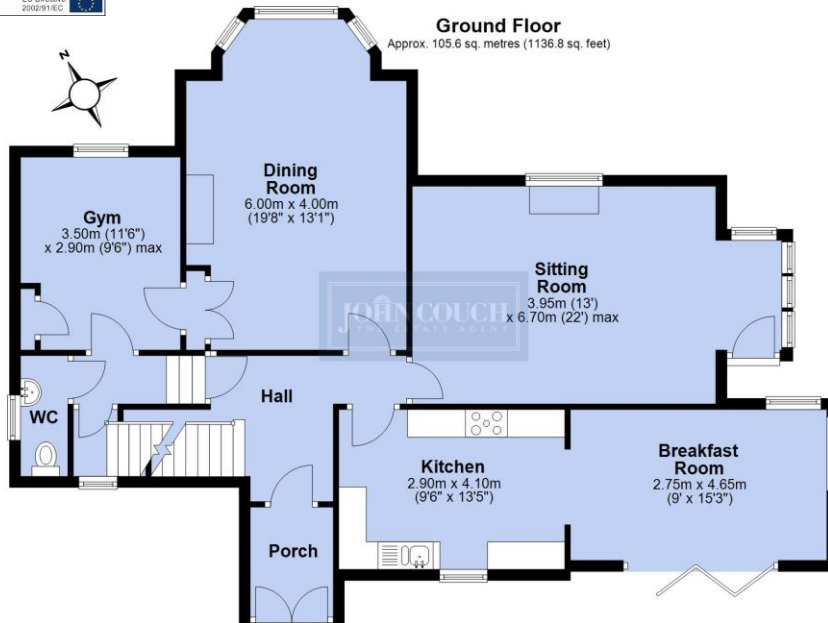 2002/91/EC
Ground Floor
Approx. 105.6 sq. metres (1136.8 sq. feet)
N
Dining
Room
6.00m x 4.00m
(19'8" x 13'1")
Gym
3.50m (11'6")
x 2.90m (9'6") max
Sitting
Room
3.95m (13')
x 6.70m (22') max
JOHN COUCH
THE ESTATE AGENT
Hall
WC
Kitchen
2.90m x 4.10m
(9'6" x 13'5")
Breakfast
Room
2.75m x 4.65m
(9' x 15'3")
Porch